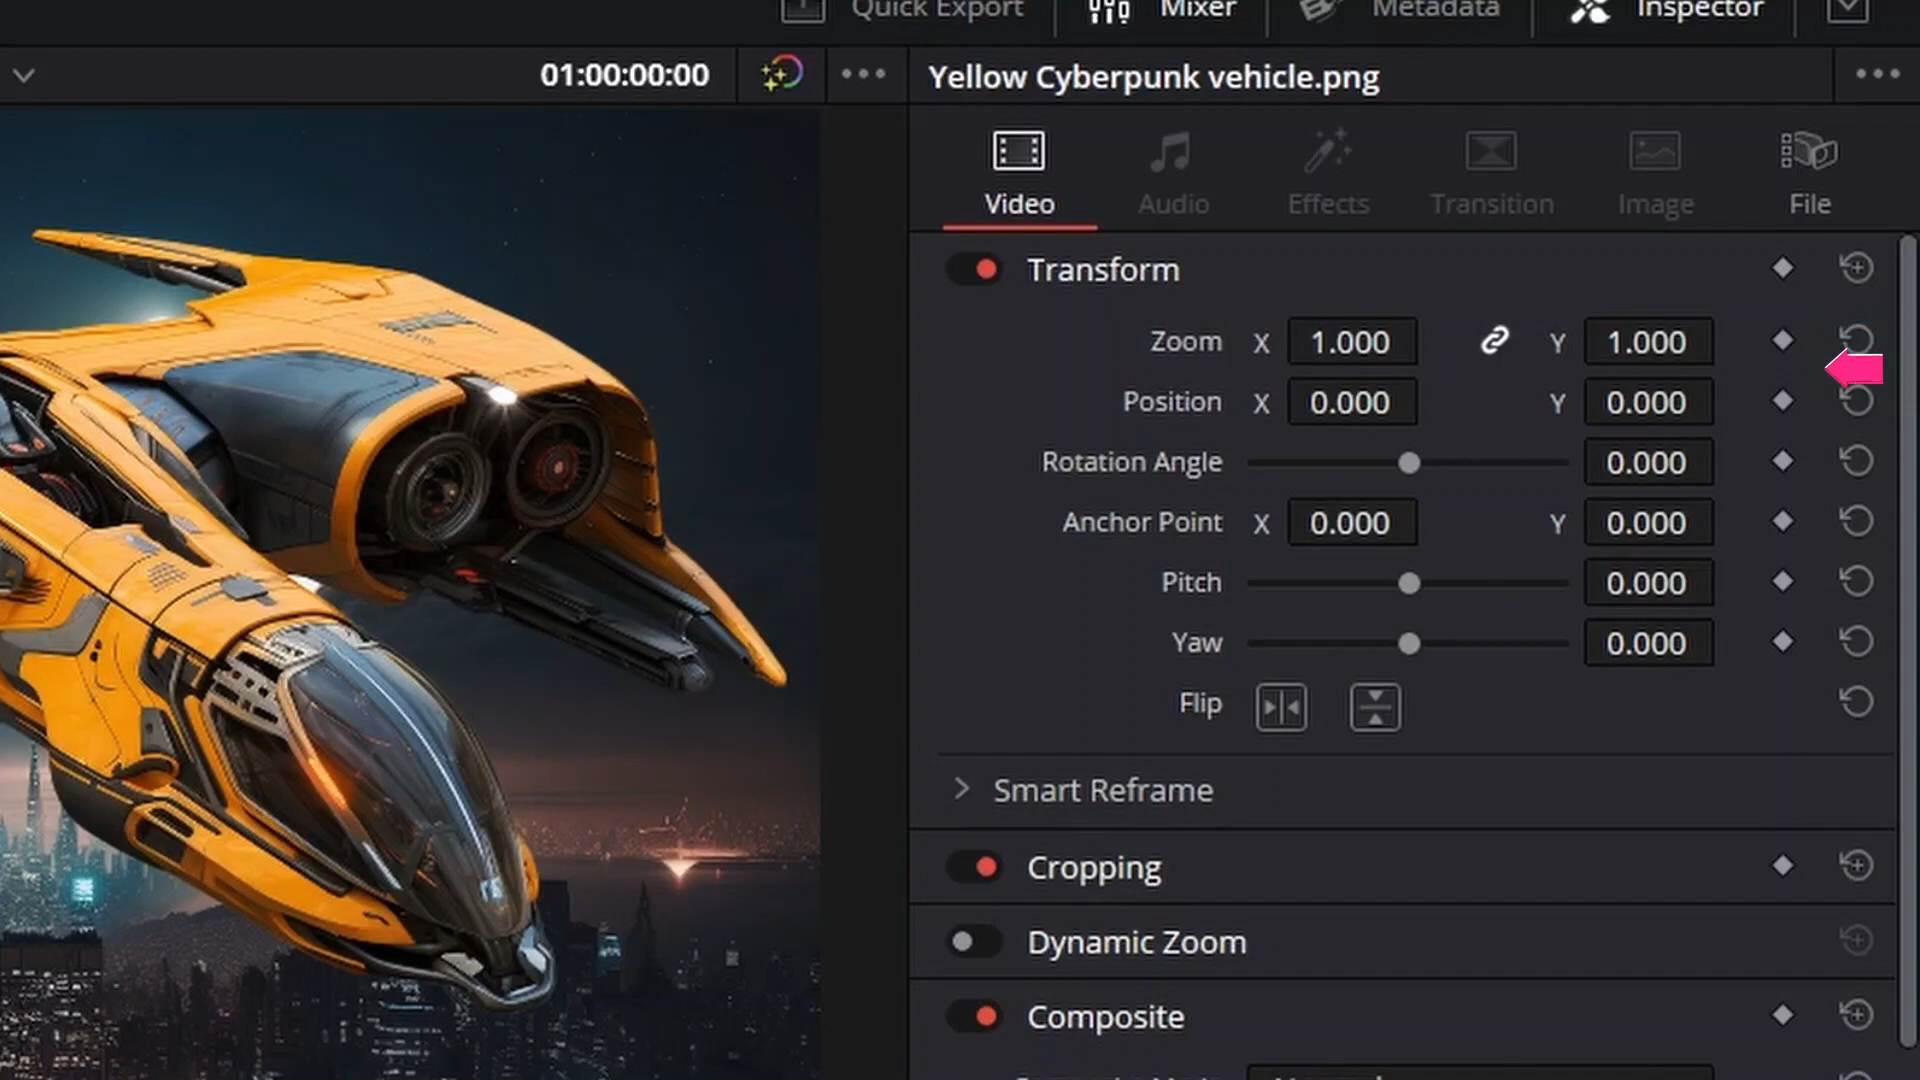 Quick Export
Mixer
Metadata
Inspector
01:00:00:00
Yellow Cyberpunk vehicle.png
Video
Audio
Effects
Transition
Image
File
Transform
Zoom X 1.000 Y 1.000
Position X 0.000 Y 0.000
Rotation Angle 0.000
Anchor Point X 0.000 Y 0.000
Pitch 0.000
Yaw 0.000
Flip
Smart Reframe
Cropping
Dynamic Zoom
Composite